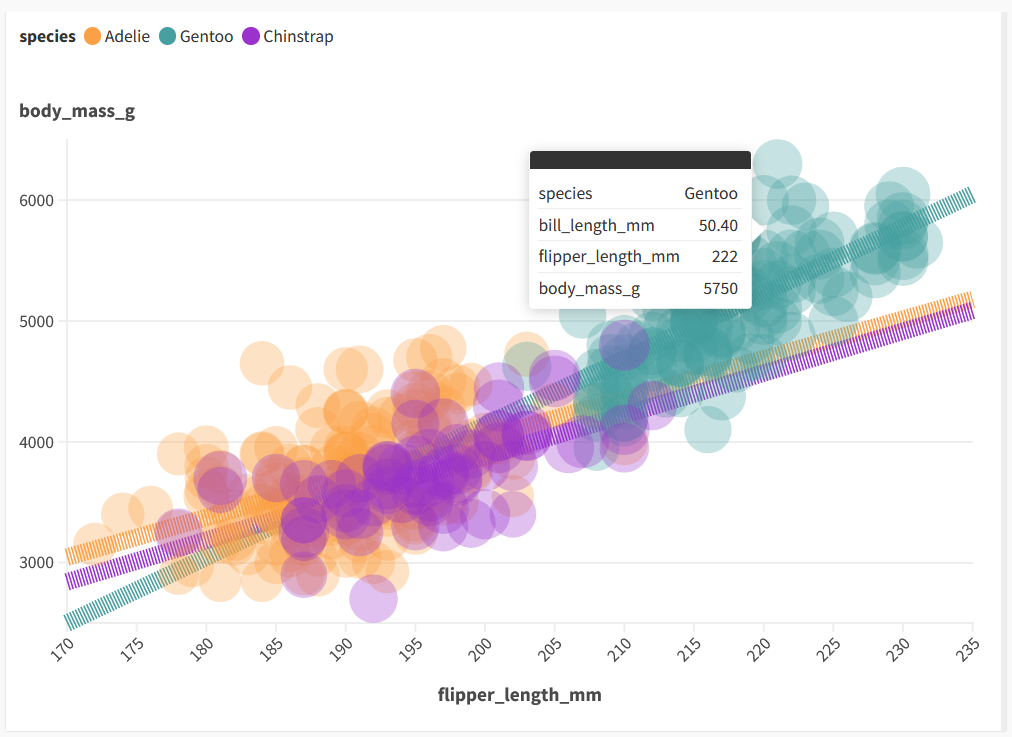 species Adelie Gentoo Chinstrap
body_mass_g
6000
5000
4000
3000
species Gentoo
bill_length_mm 50.40
flipper_length_mm 222
body_mass_g 5750
170 175 180 185 190 195 200 205 210 215 220 225 230 235
flipper_length_mm